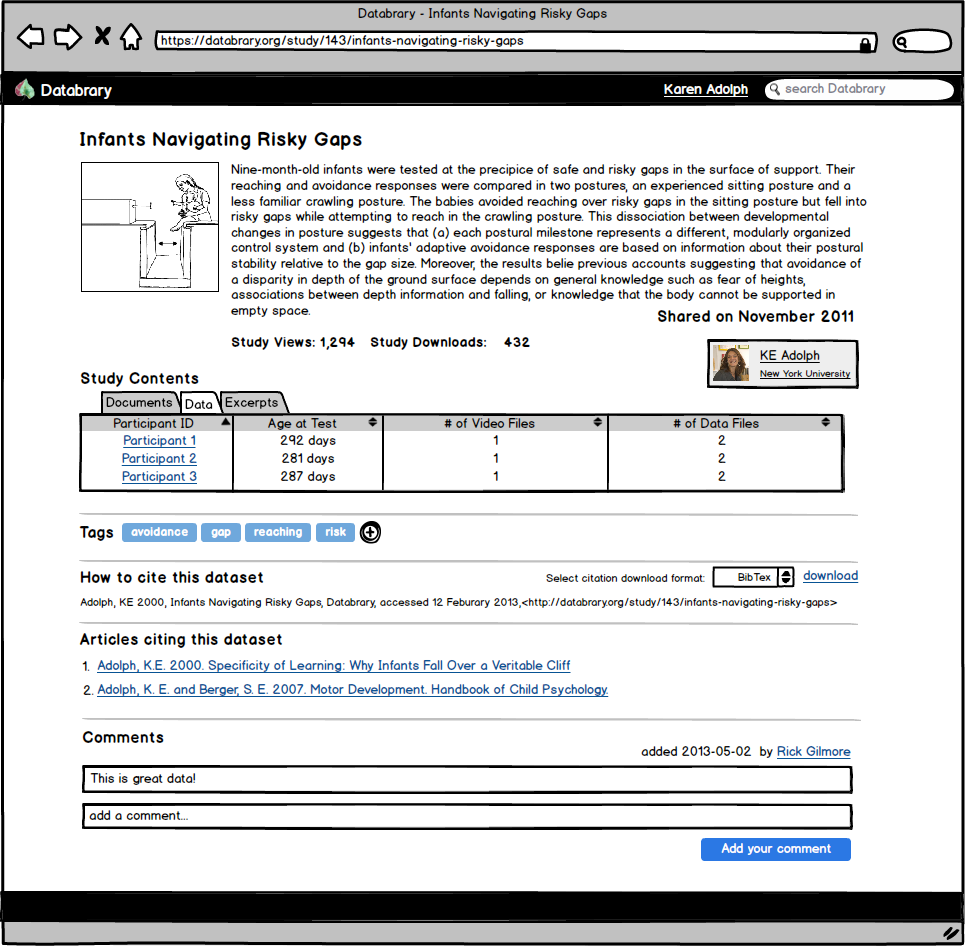 Databrary - Infants Navigating Risky Gaps
https://databrary.org/study/143/infants-navigating-risky-gaps
Databrary
Karen Adolph
search Databrary
Infants Navigating Risky Gaps
Nine-month-old infants were tested at the precipice of safe and risky gaps in the surface of support. Their
reaching and avoidance responses were compared in two postures, an experienced sitting posture and a
less familiar crawling posture. The babies avoided reaching over risky gaps in the sitting posture but fell into
risky gaps while attempting to reach in the crawling posture. This dissociation between developmental
changes in posture suggests that (a) each postural milestone represents a different, modularly organized
control system and (b) infants' adaptive avoidance responses are based on information about their postural
stability relative to the gap size. Moreover, the results belie previous accounts suggesting that avoidance of
a disparity in depth of the ground surface depends on general knowledge such as fear of heights,
associations between depth information and falling, or knowledge that the body cannot be supported in
empty space.
Shared on November 2011
Study Views: 1,294 Study Downloads: 432
KE Adolph
New York University
Study Contents
Documents Data Excerpts
Participant ID Age at Test # of Video Files # of Data Files
Participant 1 292 days 1 2
Participant 2 281 days 1 2
Participant 3 287 days 1 2
Tags avoidance gap reaching risk
How to cite this dataset
Select citation download format: BibTex download
Adolph, KE 2000, Infants Navigating Risky Gaps, Databrary, accessed 12 Feburary 2013,<http://databrary.org/study/143/infants-navigating-risky-gaps>
Articles citing this dataset
1. Adolph, K.E. 2000. Specificity of Learning: Why Infants Fall Over a Veritable Cliff
2. Adolph, K. E. and Berger, S. E. 2007. Motor Development. Handbook of Child Psychology.
Comments
added 2013-05-02 by Rick Gilmore
This is great data!
add a comment...
Add your comment